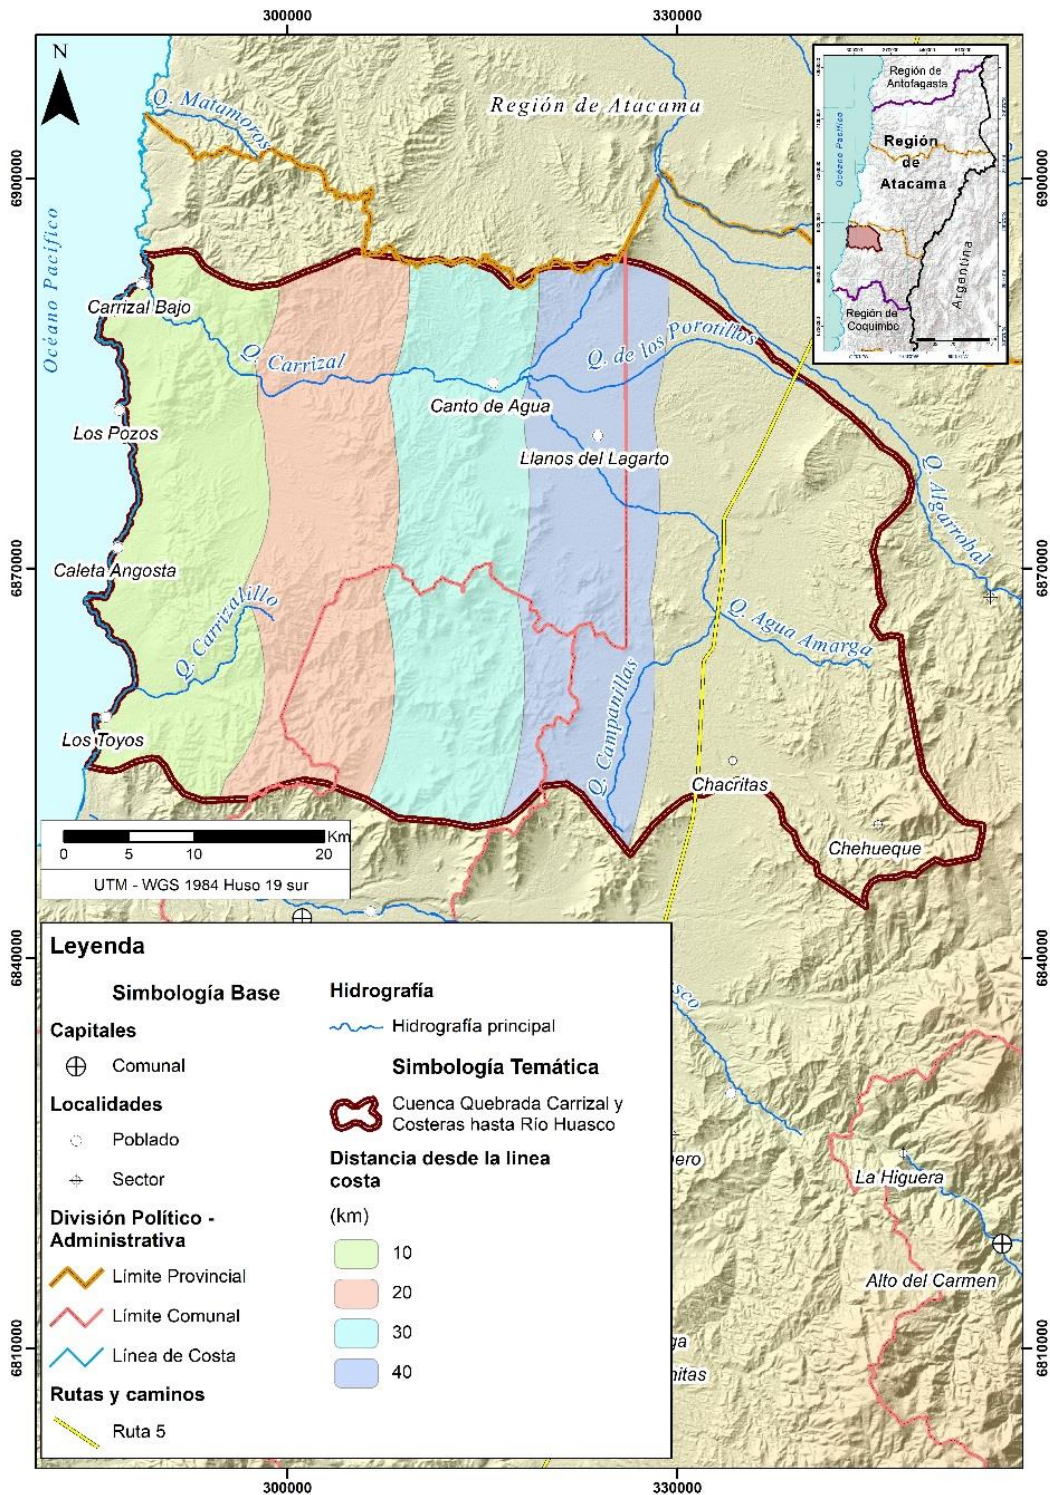 300000
330000
N
Q. Matamoros
Región de Atacama
6900000
6900000
Océano Pacífico
Carrizal Bajo
Q. Carrizal
Q. de los Porotillos
Canto de Agua
Los Pozos
Llanos del Lagarto
Q. Algarrobal
6870000
6870000
Caleta Angosta
Q. Carrizalillo
Q. Agua Amarga
Q. Campanillas
Los Toyos
Chacritas
Chehueque
Región de
Antofagasta
Océano Pacífico
Región
de
Atacama
Argentina
Región de
Coquimbo
Km
0 5 10 20
UTM - WGS 1984 Huso 19 sur
6840000
6840000
sco
ero
La Higuera
Alto del Carmen
ga
nitas
6810000
6810000
Leyenda
Simbología Base
Capitales
Comunal
Localidades
Poblado
Sector
División Político -
Administrativa
Límite Provincial
Límite Comunal
Línea de Costa
Rutas y caminos
Ruta 5
Hidrografía
Hidrografía principal
Simbología Temática
Cuenca Quebrada Carrizal y
Costeras hasta Río Huasco
Distancia desde la linea
costa
(km)
10
20
30
40
300000
330000